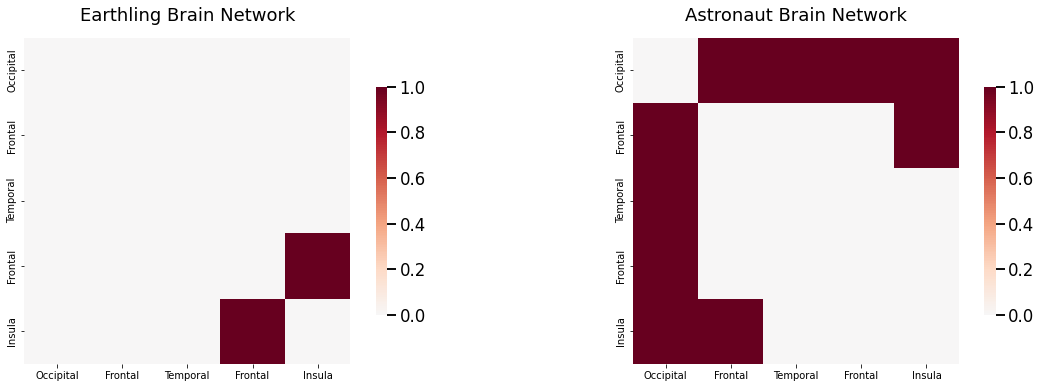 Earthling Brain Network
Occipital
Frontal
Temporal
Frontal
Insula
Occipital Frontal Temporal Frontal Insula
1.0
0.8
0.6
0.4
0.2
0.0
Astronaut Brain Network
Occipital
Frontal
Temporal
Frontal
Insula
Occipital Frontal Temporal Frontal Insula
1.0
0.8
0.6
0.4
0.2
0.0